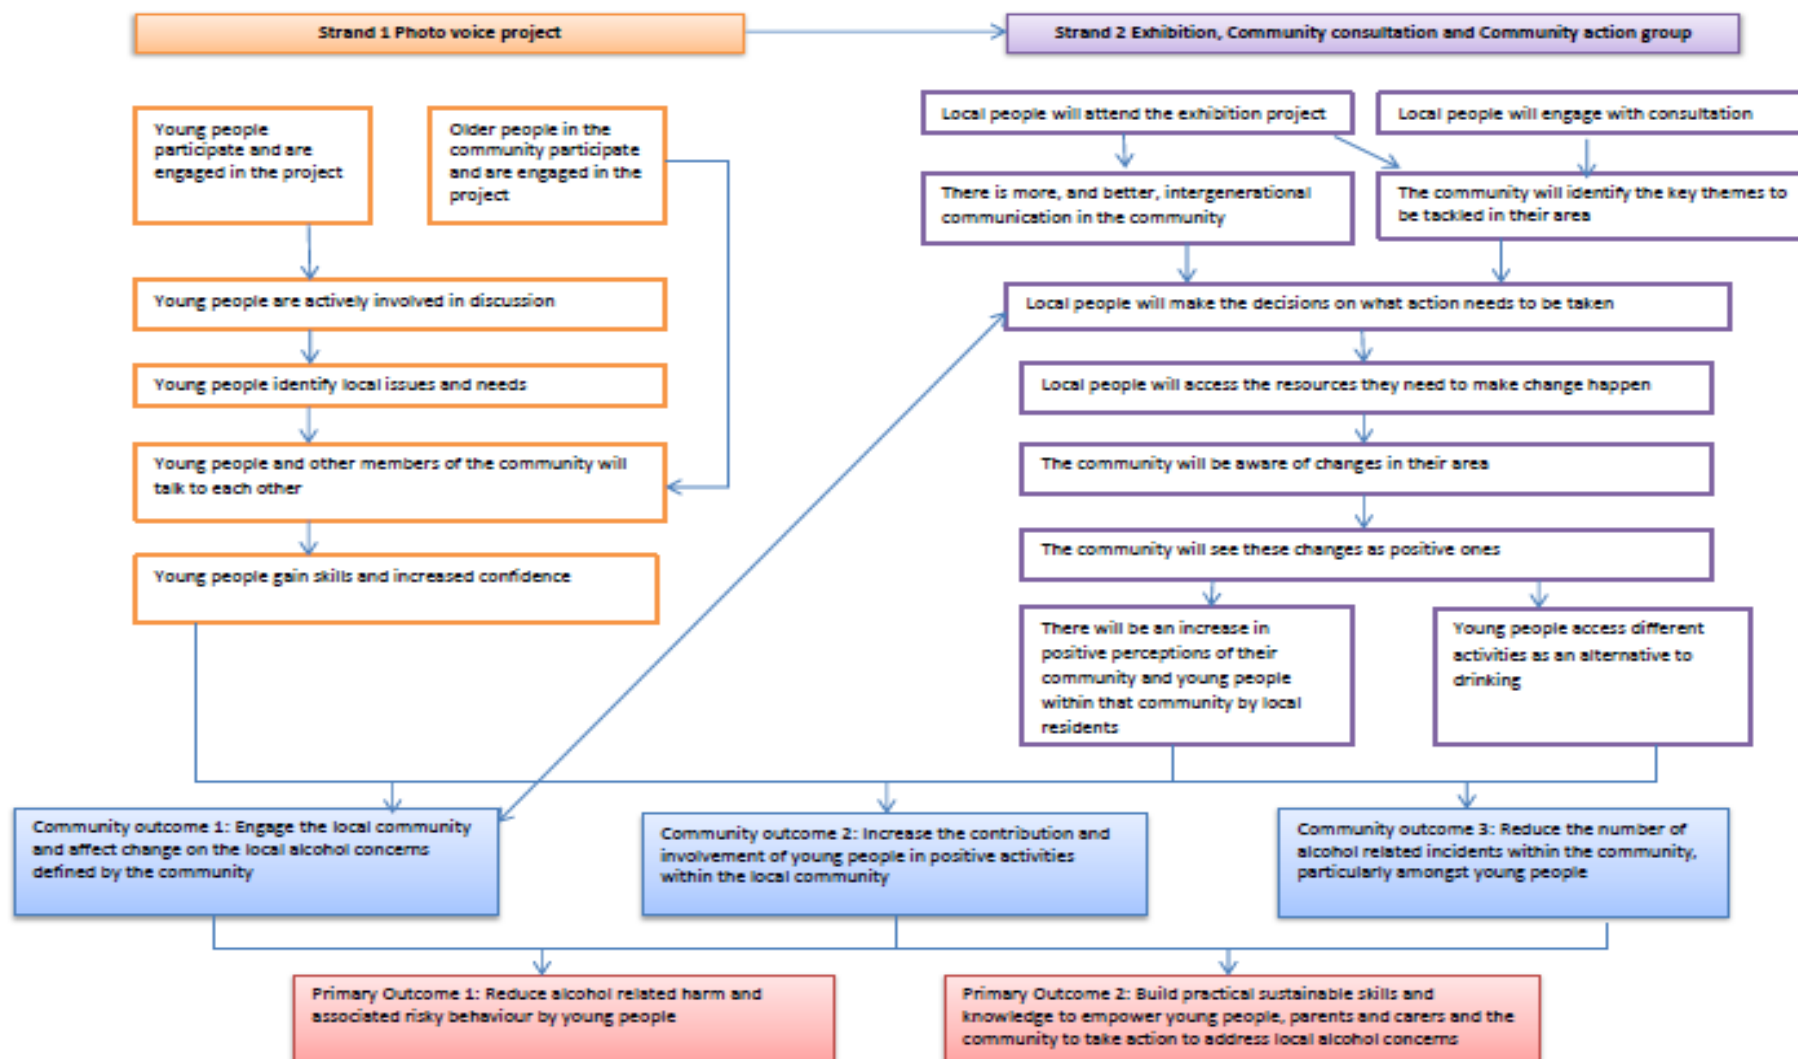 Strand 1 Photo voice project
Strand 2 Exhibition, Community consultation and Community action group
Young people
participate and are
engaged in the project
Older people in the
community participate
and are engaged in the
project
Young people are actively involved in discussion
Young people identify local issues and needs
Young people and other members of the community will
talk to each other
Young people gain skills and increased confidence
Local people will attend the exhibition project
Local people will engage with consultation
There is more, and better, intergenerational
communication in the community
The community will identify the key themes to
be tackled in their area
Local people will make the decisions on what action needs to be taken
Local people will access the resources they need to make change happen
The community will be aware of changes in their area
The community will see these changes as positive ones
There will be an increase in
positive perceptions of their
community and young people
within that community by local
residents
Young people access different
activities as an alternative to
drinking
Community outcome 1: Engage the local community
and affect change on the local alcohol concerns
defined by the community
Community outcome 2: Increase the contribution and
involvement of young people in positive activities
within the local community
Community outcome 3: Reduce the number of
alcohol related incidents within the community,
particularly amongst young people
Primary Outcome 1: Reduce alcohol related harm and
associated risky behaviour by young people
Primary Outcome 2: Build practical sustainable skills and
knowledge to empower young people, parents and carers and the
community to take action to address local alcohol concerns